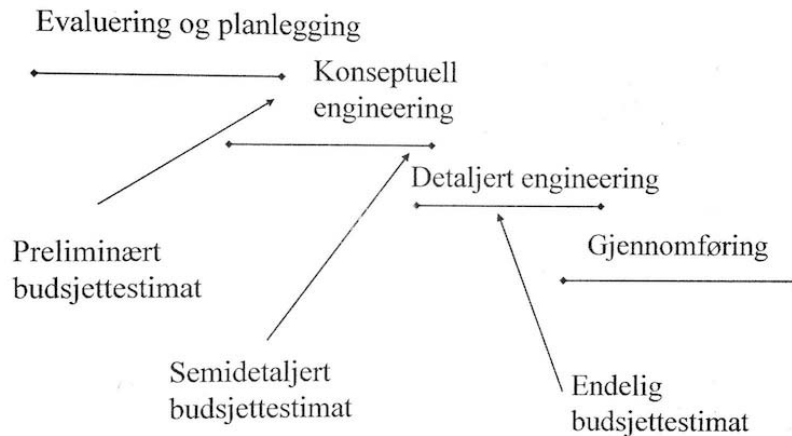 Evaluering og planlegging
Konseptuell
engineering
Detaljert engineering
Preliminært
budsjettestimat
Gjennomføring
Semidetaljert
budsjettestimat
Endelig
budsjettestimat